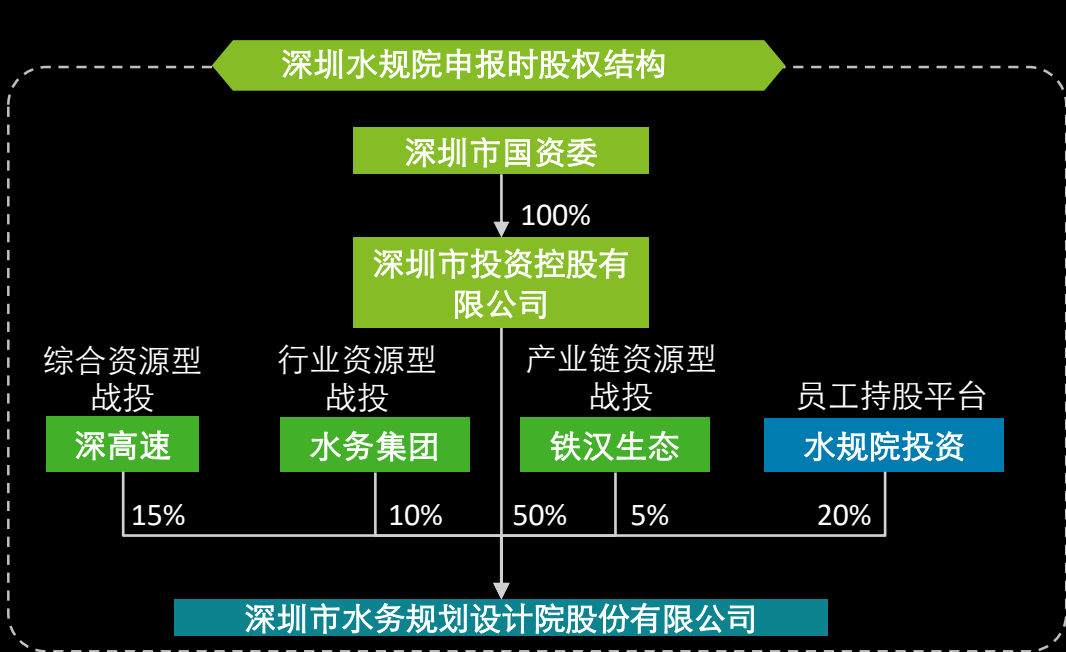 深圳水规院申报时股权结构
深圳市国资委
100%
深圳市投资控股有
限公司
综合资源型
战投
行业资源型
战投
产业链资源型
战投
员工持股平台
深高速
水务集团
铁汉生态
水规院投资
15%
10%
50%
5%
20%
深圳市水务规划设计院股份有限公司